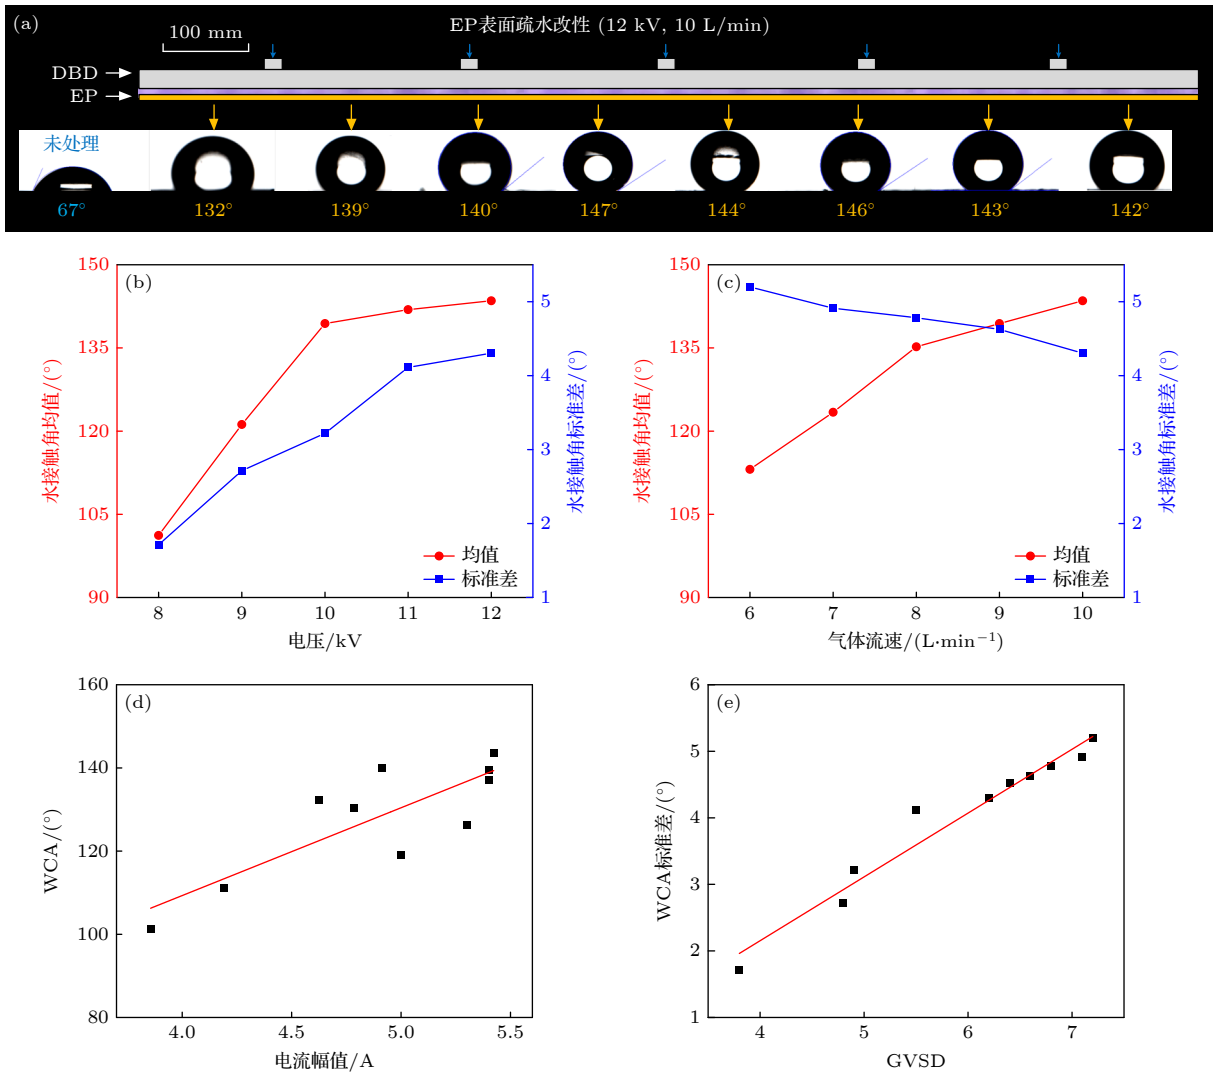 (a)
EP表面疏水改性 (12 kV, 10 L/min)
100 mm
DBD
EP
未处理
67° 132° 139° 140° 147° 144° 146° 143° 142°
(b)
150
135
120
105
90
水接触角均值/(°)
5
4
3
2
1
水接触角标准差/(°)
均值
标准差
8 9 10 11 12
电压/kV
(c)
150
135
120
105
90
水接触角均值/(°)
5
4
3
2
1
水接触角标准差/(°)
均值
标准差
6 7 8 9 10
气体流速/(L·min⁻¹)
(d)
160
140
120
100
80
WCA/(°)
4.0 4.5 5.0 5.5
电流幅值/A
(e)
6
5
4
3
2
1
WCA标准差/(°)
4 5 6 7
GVSD